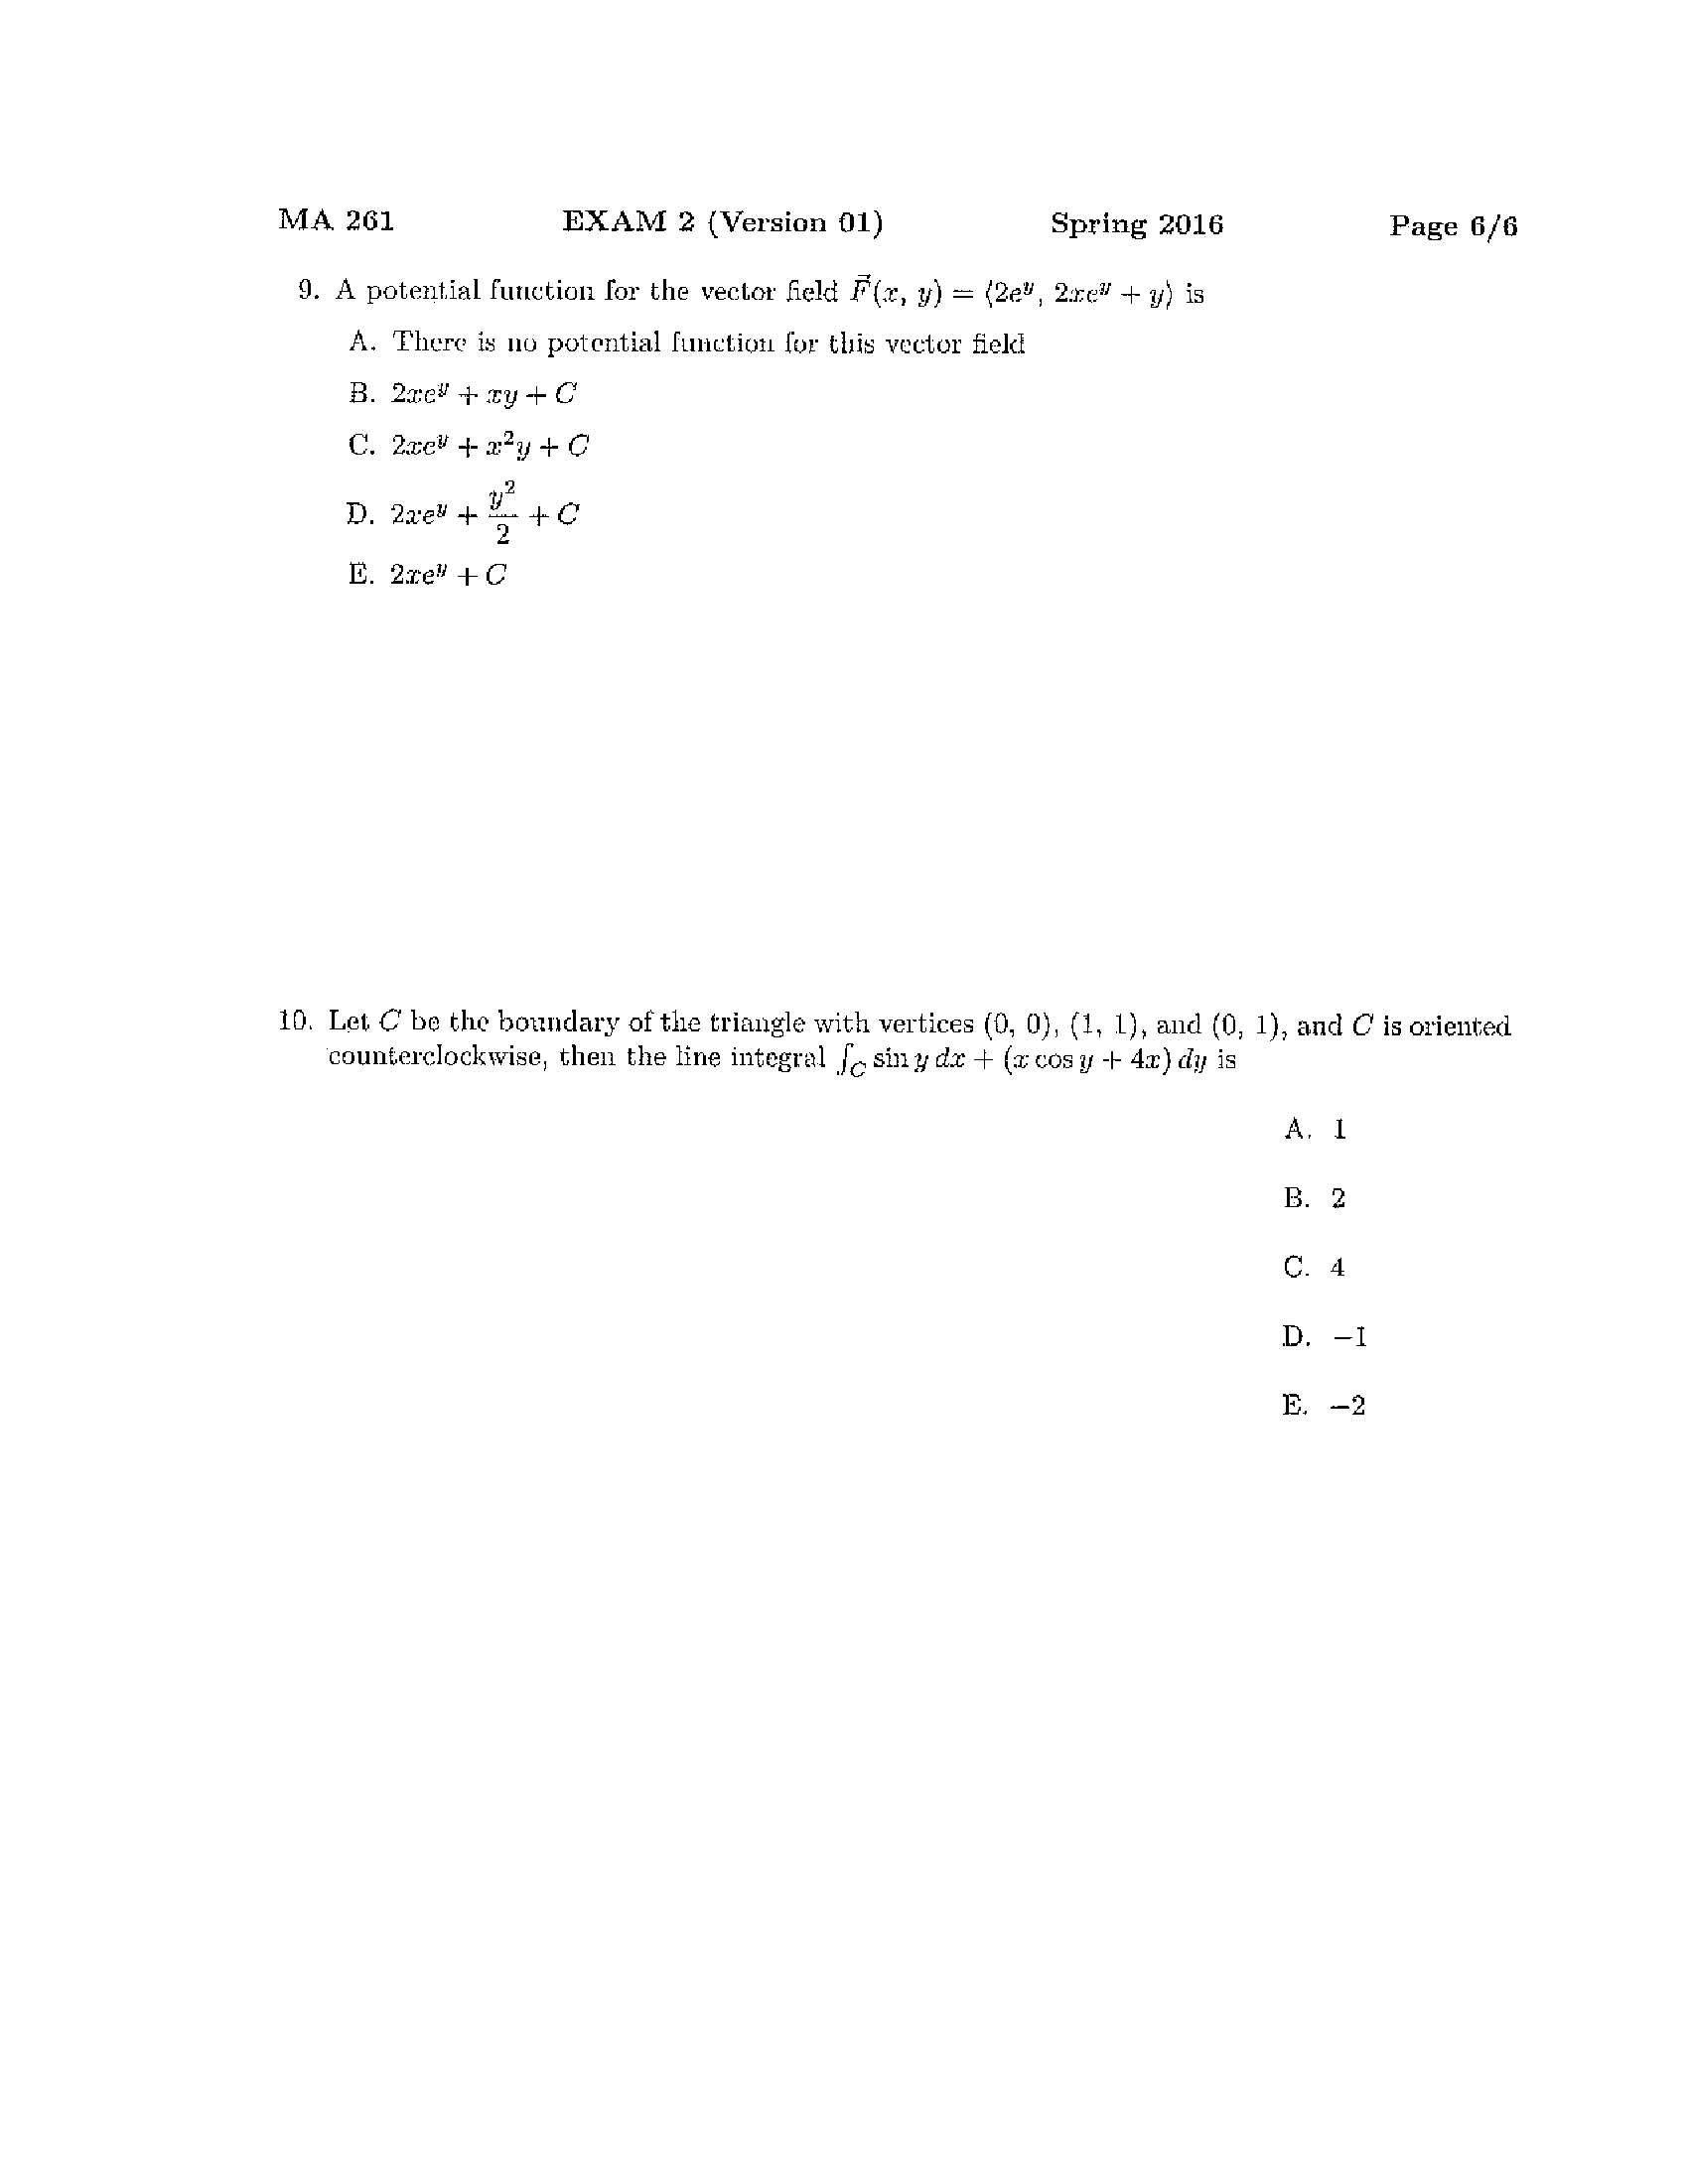 MA 261 EXAM 2 (Version 01) Spring 2016 Page 6/6
9. A potential function for the vector field $\vec{F}(x, y) = \langle 2e^y, 2xe^y + y \rangle$ is
A. There is no potential function for this vector field
B. $2xe^y + xy + C$
C. $2xe^y + x^2y + C$
D. $2xe^y + \frac{y^2}{2} + C$
E. $2xe^y + C$
10. Let $C$ be the boundary of the triangle with vertices (0, 0), (1, 1), and (0, 1), and $C$ is oriented
counterclockwise, then the line integral $\int_C \sin y \, dx + (x \cos y + 4x) \, dy$ is
A. 1
B. 2
C. 4
D. −1
E. −2